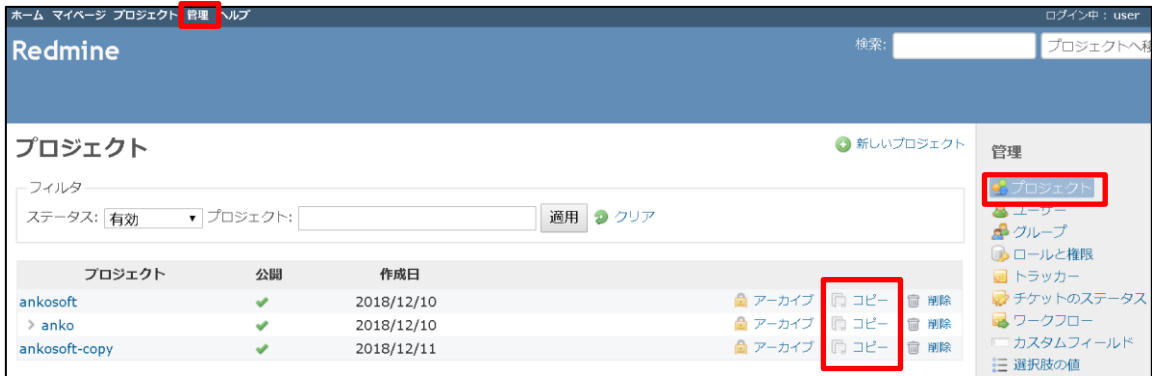 ホーム マイページ プロジェクト 管理 ヘルプ ログイン中 : user
Redmine 検索: プロジェクトへ移
プロジェクト 新しいプロジェクト
フィルタ
ステータス: 有効 プロジェクト: 適用 クリア
プロジェクト 公開 作成日
ankosoft 2018/12/10 アーカイブ コピー 削除
> anko 2018/12/10 アーカイブ コピー 削除
ankosoft-copy 2018/12/11 アーカイブ コピー 削除
管理
プロジェクト
ユーザー
グループ
ロールと権限
トラッカー
チケットのステータス
ワークフロー
カスタムフィールド
選択肢の値